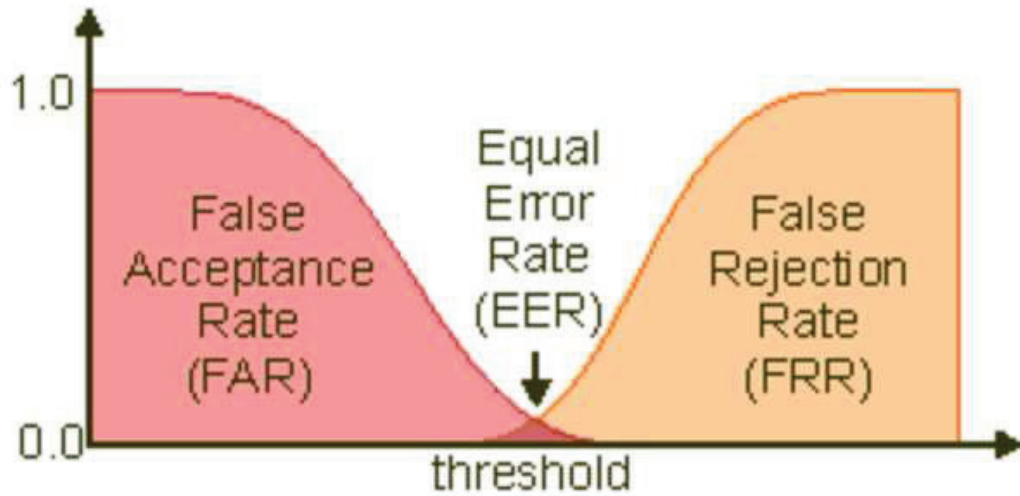 1.0
False
Acceptance
Rate
(FAR)
Equal
Error
Rate
(EER)
False
Rejection
Rate
(FRR)
0.0
threshold